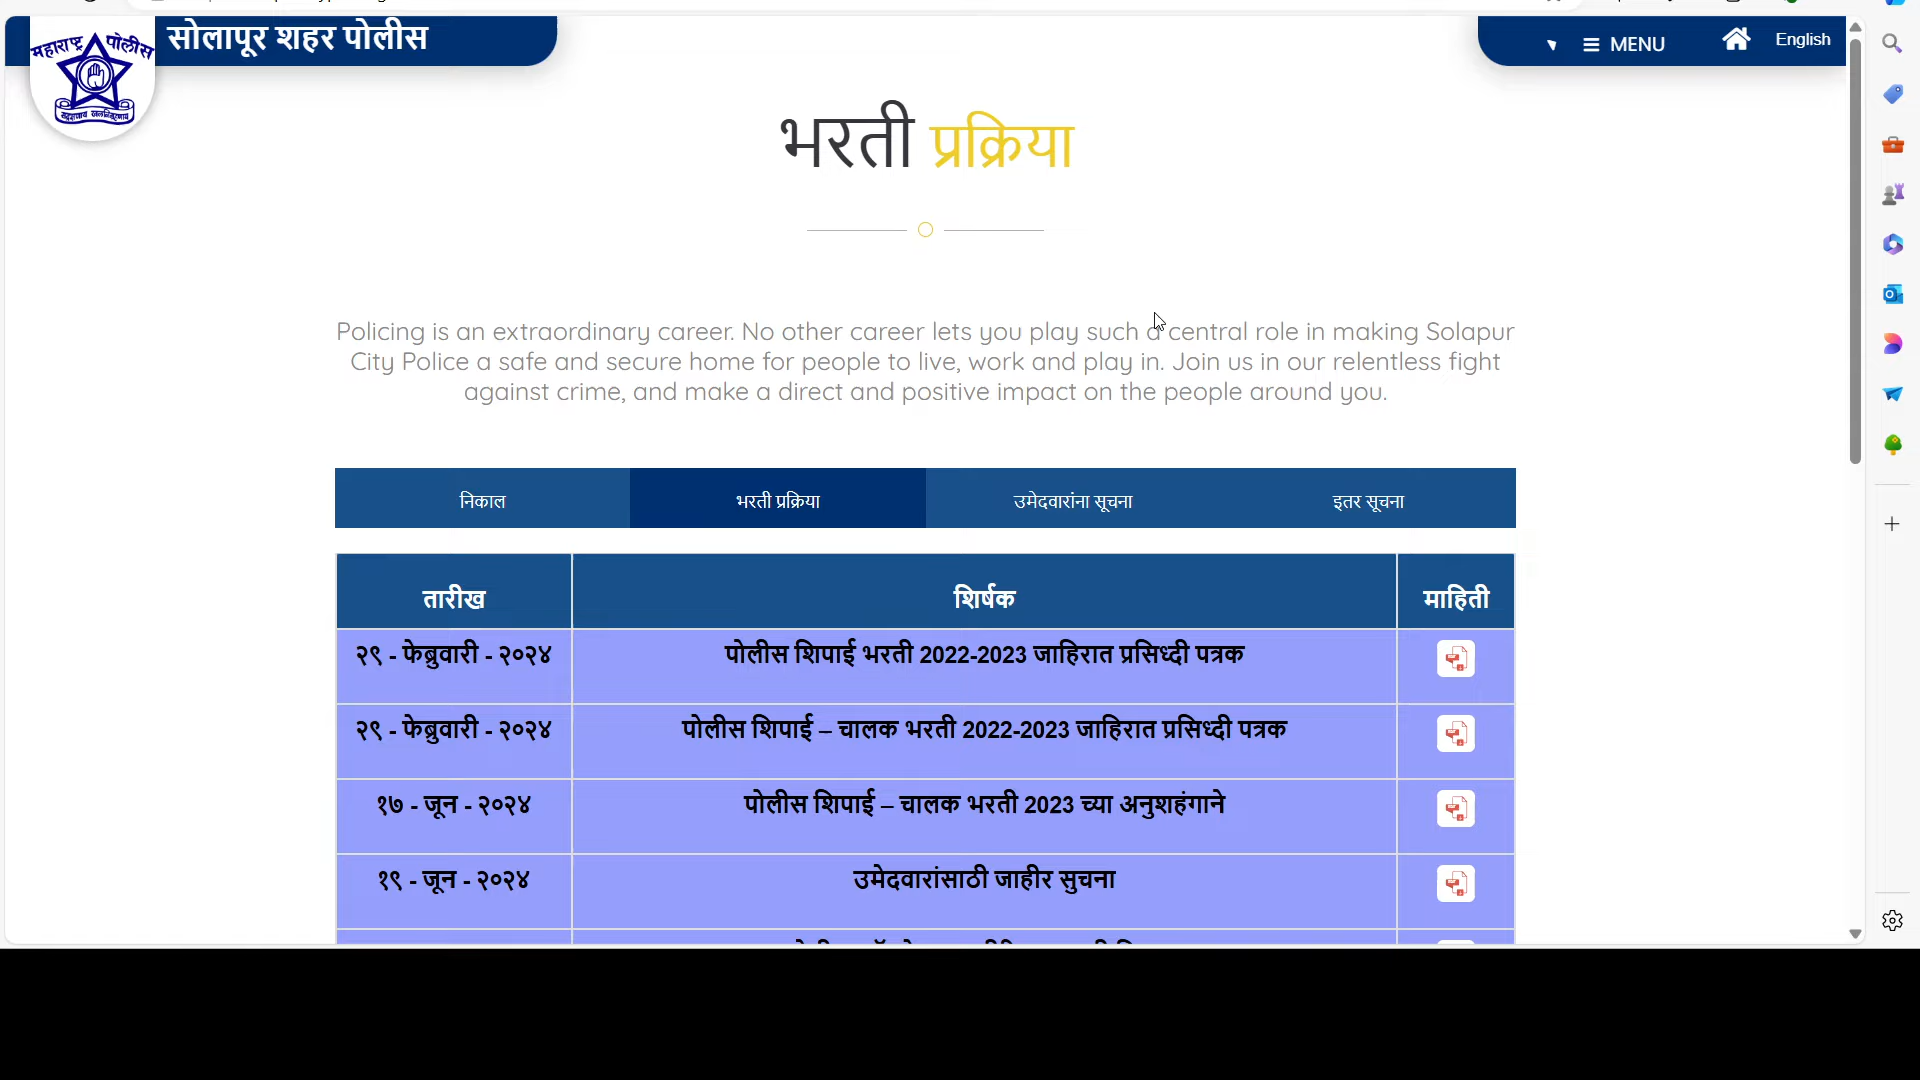 सोलापूर शहर पोलीस
महाराष्ट्र पोलीस
MENU
English
भरती प्रक्रिया
Policing is an extraordinary career. No other career lets you play such a central role in making Solapur
City Police a safe and secure home for people to live, work and play in. Join us in our relentless fight
against crime, and make a direct and positive impact on the people around you.
निकाल भरती प्रक्रिया उमेदवारांना सूचना इतर सूचना
तारीख शिर्षक माहिती
२९ - फेब्रुवारी - २०२४ पोलीस शिपाई भरती 2022-2023 जाहिरात प्रसिध्दी पत्रक
२९ - फेब्रुवारी - २०२४ पोलीस शिपाई – चालक भरती 2022-2023 जाहिरात प्रसिध्दी पत्रक
१७ - जून - २०२४ पोलीस शिपाई – चालक भरती 2023 च्या अनुशहंगाने
१९ - जून - २०२४ उमेदवारांसाठी जाहीर सुचना